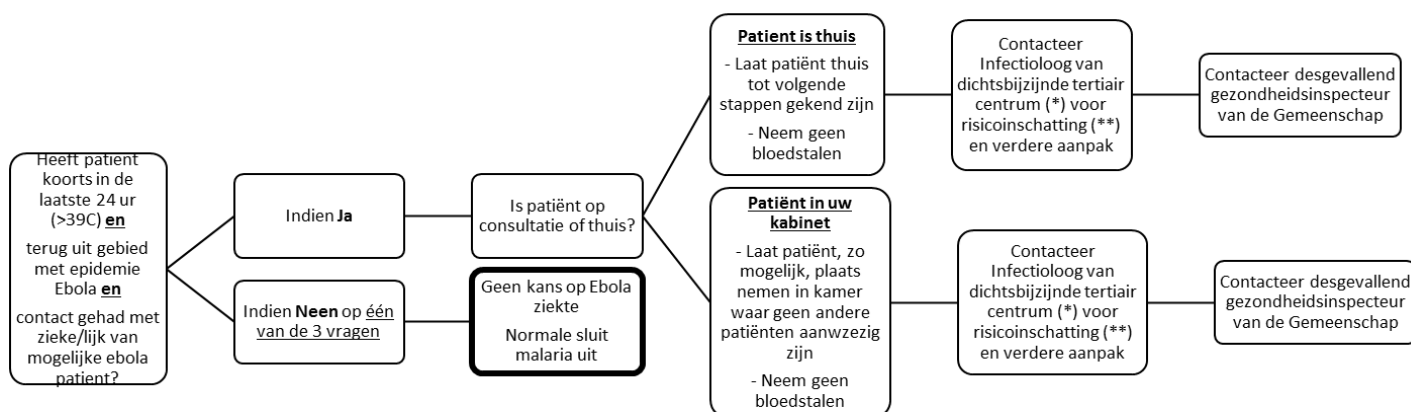 Heeft patient
koorts in de
laatste 24 ur
(>39C) en
terug uit gebied
met epidemie
Ebola en
contact gehad met
zieke/lijk van
mogelijke ebola
patient?
Indien Ja
Indien Neen op één
van de 3 vragen
Is patiënt op
consultatie of thuis?
Geen kans op Ebola
ziekte
Normale sluit
malaria uit
Patient is thuis
- Laat patiënt thuis
tot volgende
stappen gekend zijn
- Neem geen
bloedstalen
Contacteer
Infectioloog van
dichtsbijzijnde tertiair
centrum (*) voor
risicoinschatting (**)
en verdere aanpak
Contacteer desgevallend
gezondheidsinspecteur
van de Gemeenschap
Patiënt in uw
kabinet
- Laat patiënt, zo
mogelijk, plaats
nemen in kamer
waar geen andere
patiënten aanwzezig
zijn
- Neem geen
bloedstalen
Contacteer
Infectioloog van
dichtsbijzijnde tertiair
centrum (*) voor
risicoinschatting (**)
en verdere aanpak
Contacteer desgevallend
gezondheidsinspecteur
van de Gemeenschap